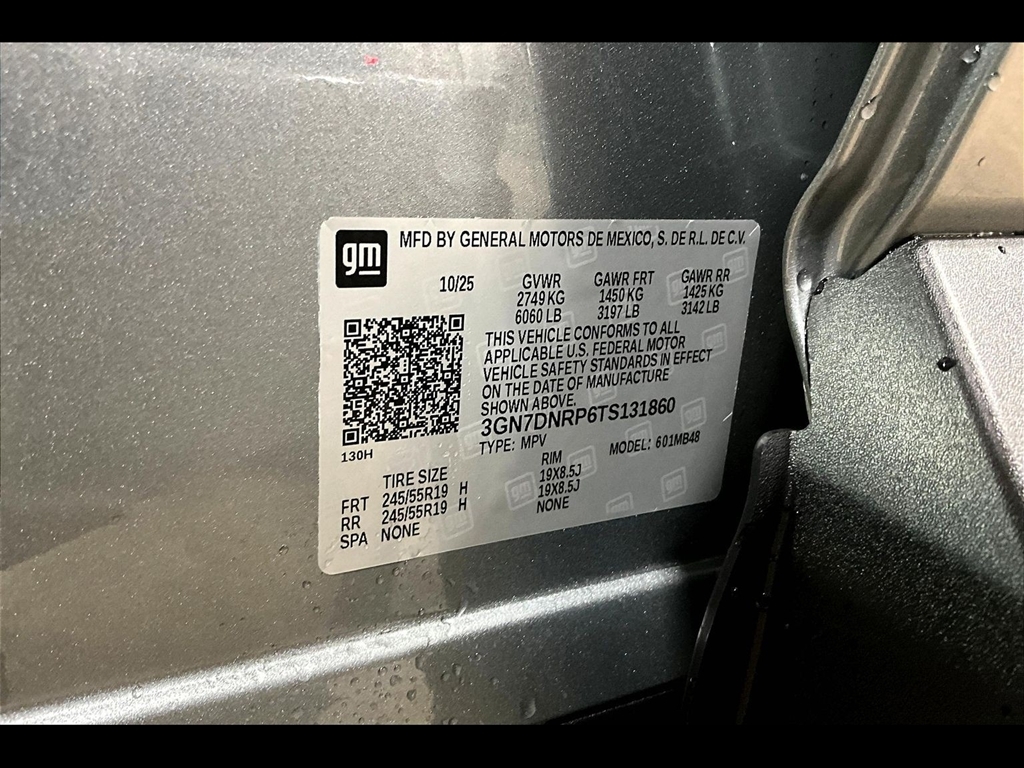 gm MFD BY GENERAL MOTORS DE MEXICO, S. DE R.L. DE C.V.
10/25 GVWR GAWR FRT GAWR RR
2749 KG 1450 KG 1425 KG
6060 LB 3197 LB 3142 LB
THIS VEHICLE CONFORMS TO ALL
APPLICABLE U.S. FEDERAL MOTOR
VEHICLE SAFETY STANDARDS IN EFFECT
ON THE DATE OF MANUFACTURE
SHOWN ABOVE.
3GN7DNRP6TS131860
TYPE: MPV MODEL: 601MB48
130H
TIRE SIZE RIM
FRT 245/55R19 H 19X8.5J
RR 245/55R19 H 19X8.5J
SPA NONE NONE